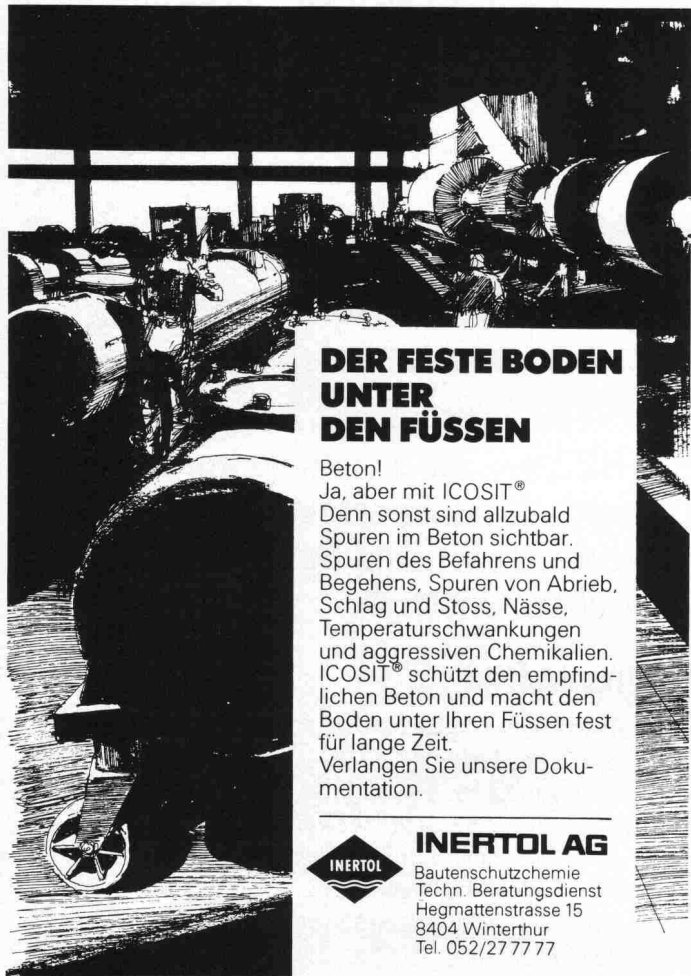 DER FESTE BODEN
UNTER
DEN FÜSSEN
Beton!
Ja, aber mit ICOSIT®
Denn sonst sind allzubald
Spuren im Beton sichtbar.
Spuren des Befahrens und
Begehens, Spuren von Abrieb,
Schlag und Stoss, Nässe,
Temperaturschwankungen
und aggressiven Chemikalien.
ICOSIT® schützt den empfind-
lichen Beton und macht den
Boden unter Ihren Füssen fest
für lange Zeit.
Verlangen Sie unsere Doku-
mentation.
INERTOL
INERTOL AG
Bautenschutzchemie
Techn. Beratungsdienst
Hegmattenstrasse 15
8404 Winterthur
Tel. 052/27 77 77